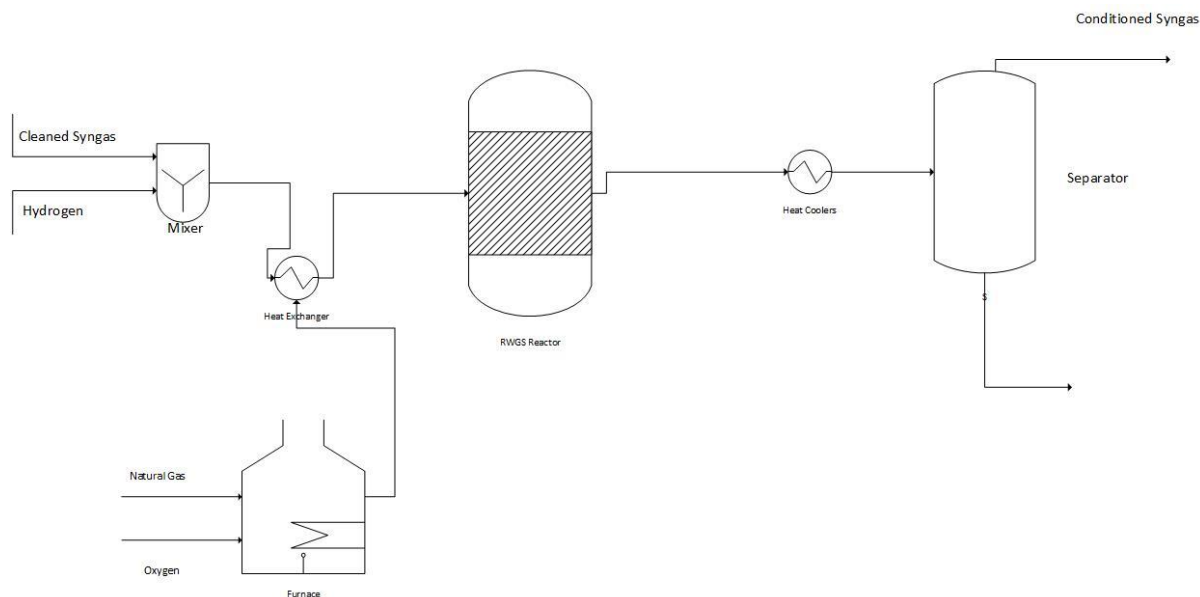 Conditioned Syngas
Cleaned Syngas
Hydrogen
Mixer
Heat Exchanger
RWGS Reactor
Heat Coolers
Separator
S
Natural Gas
Oxygen
Furnace